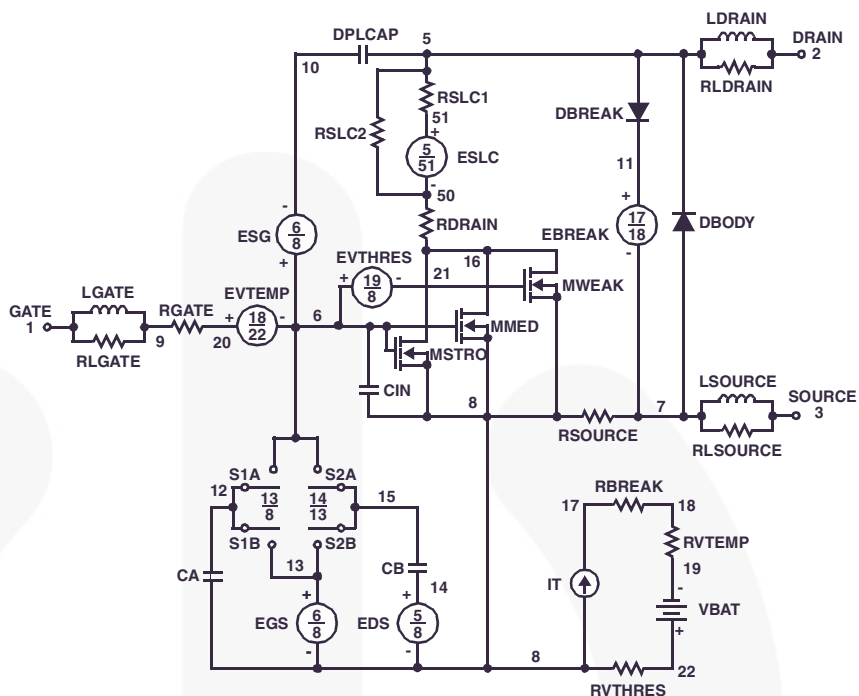 LDRAIN
DPLCAP
5
DRAIN
2
10
RLDRAIN
RSLC1
51
DBREAK
RSLC2
+
5
51
ESLC
-
50
11
-
+
ESG
6
8
+
RDRAIN
EBREAK
17
18
-
DBODY
EVTHRES
16
21
+
19
8
-
MWEAK
LGATE
EVTEMP
GATE
1
RGATE
+
18
22
-
6
MMED
9
20
RLGATE
MSTRO
LSOURCE
CIN
8
7
SOURCE
3
RSOURCE
RLSOURCE
S1A
S2A
12
13
8
14
13
15
RBREAK
17
18
S1B
S2B
RVTEMP
13
CB
19
CA
14
IT
-
+
+
VBAT
EGS
6
8
EDS
5
8
+
-
-
8
22
RVTHRES